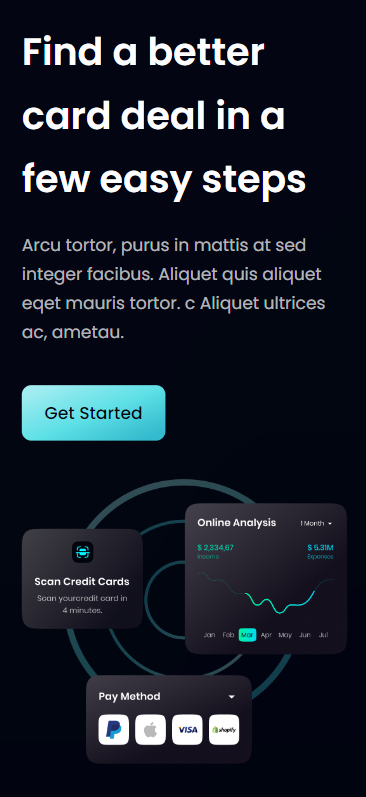 Find a better
card deal in a
few easy steps
Arcu tortor, purus in mattis at sed
integer facibus. Aliquet quis aliquet
eqet mauris tortor. c Aliquet ultrices
ac, ametau.
Get Started
Online Analysis
1 Month
$ 2,334,67
$ 5.31M
Incoms
Expences
Scan Credit Cards
Scan yourcredit card in
4 minutes.
Jan Feb Mar Apr May Jun Jul
Pay Method
VISA
shopify